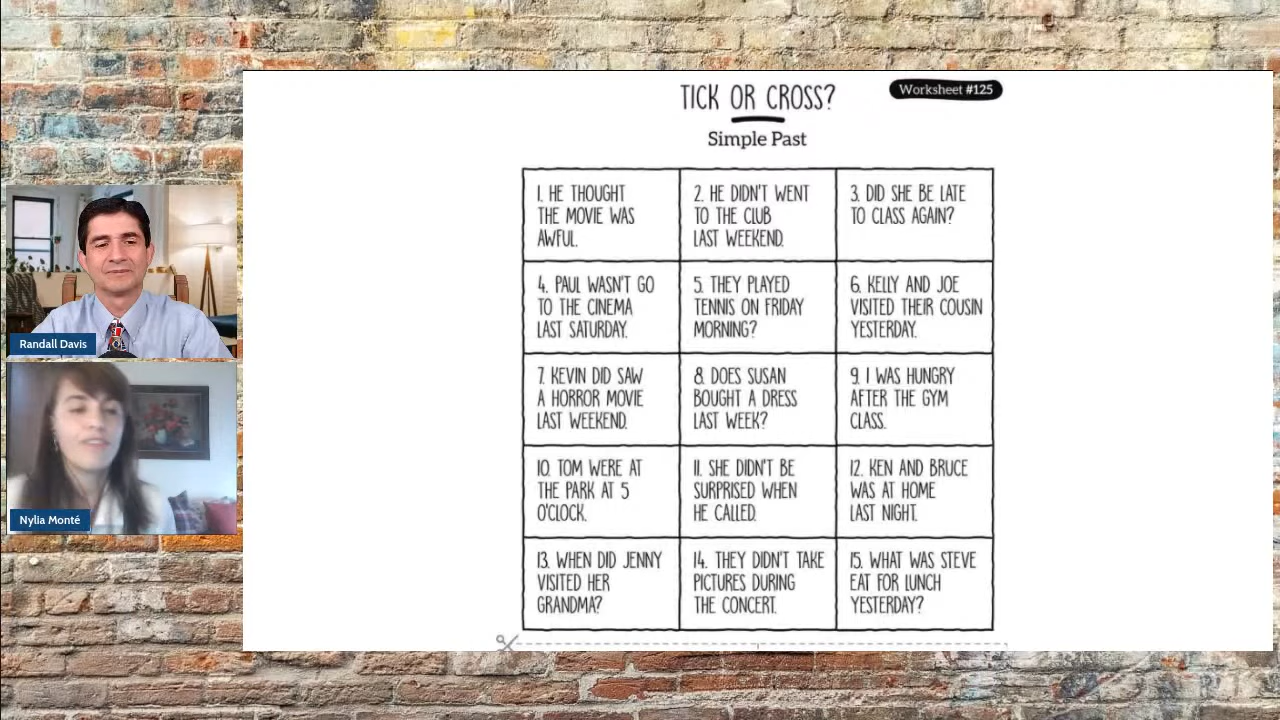 TICK OR CROSS?
Worksheet #125
Simple Past
1. HE THOUGHT
THE MOVIE WAS
AWFUL.
2. HE DIDN'T WENT
TO THE CLUB
LAST WEEKEND.
3. DID SHE BE LATE
TO CLASS AGAIN?
4. PAUL WASN'T GO
TO THE CINEMA
LAST SATURDAY.
5. THEY PLAYED
TENNIS ON FRIDAY
MORNING?
6. KELLY AND JOE
VISITED THEIR COUSIN
YESTERDAY.
7. KEVIN DID SAW
A HORROR MOVIE
LAST WEEKEND.
8. DOES SUSAN
BOUGHT A DRESS
LAST WEEK?
9. I WAS HUNGRY
AFTER THE GYM
CLASS.
10. TOM WERE AT
THE PARK AT 5
O'CLOCK.
11. SHE DIDN'T BE
SURPRISED WHEN
HE CALLED.
12. KEN AND BRUCE
WAS AT HOME
LAST NIGHT.
13. WHEN DID JENNY
VISITED HER
GRANDMA?
14. THEY DIDN'T TAKE
PICTURES DURING
THE CONCERT.
15. WHAT WAS STEVE
EAT FOR LUNCH
YESTERDAY?
Randall Davis
Nylia Monté